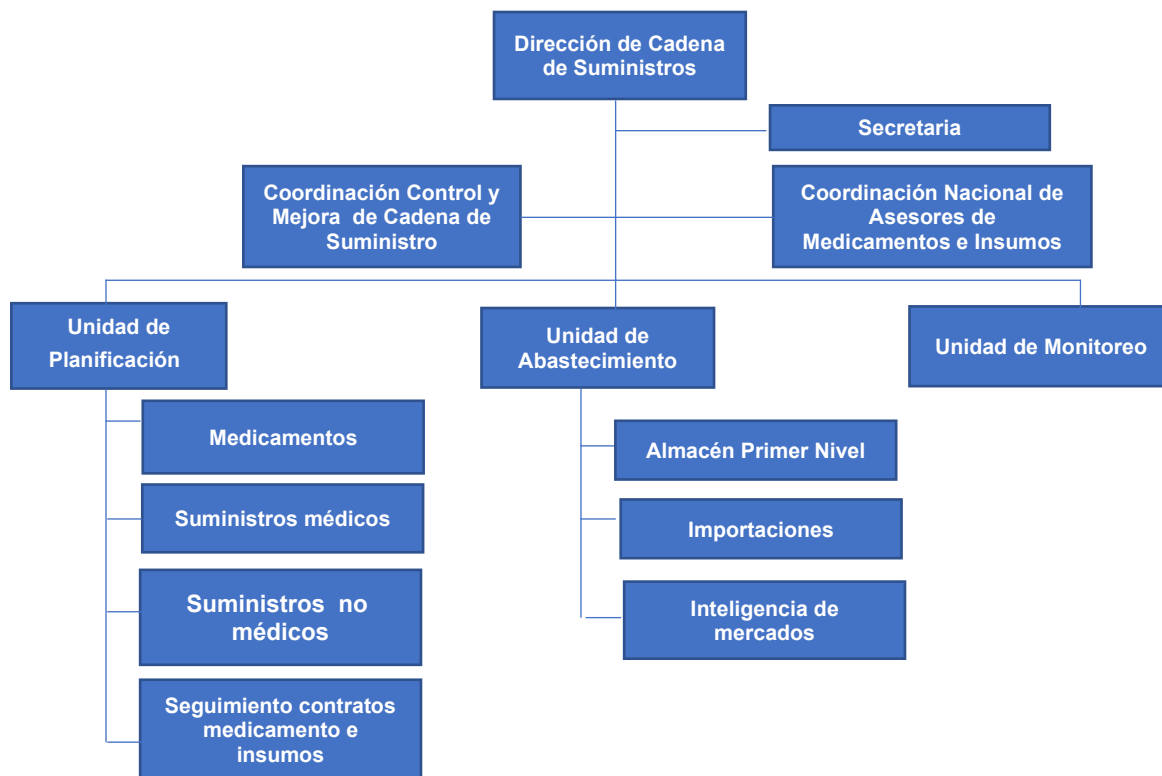 Dirección de Cadena
de Suministros
Secretaria
Coordinación Control y
Mejora de Cadena de
Suministro
Coordinación Nacional de
Asesores de
Medicamentos e Insumos
Unidad de
Planificación
Unidad de
Abastecimiento
Unidad de Monitoreo
Medicamentos
Suministros médicos
Suministros no
médicos
Seguimiento contratos
medicamento e
insumos
Almacén Primer Nivel
Importaciones
Inteligencia de
mercados